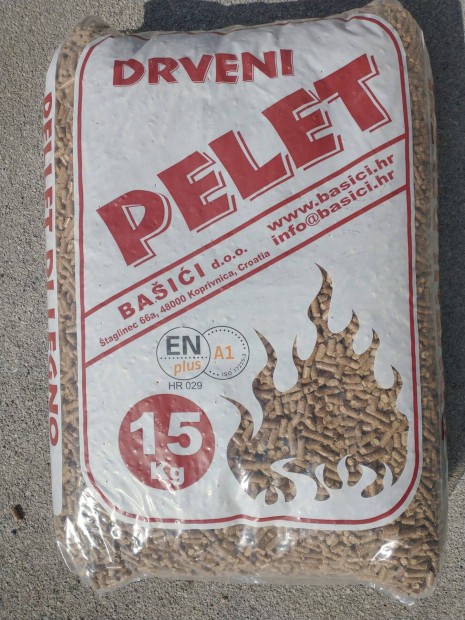 DRVENI
PELET
BAŠIĆI d.o.o.
Štaglinec 66a, 48000 Koprivnica, Croatia
www.basici.hr
info@basici.hr
EN
plus
A1
HR 029
15
Kg
PELLET DI LEGNO